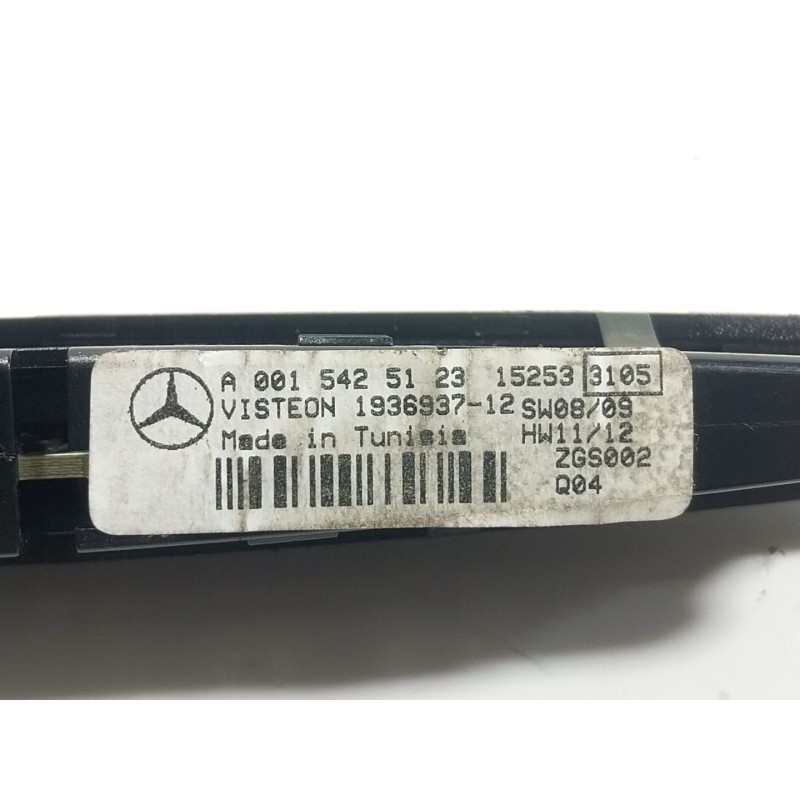 A 001 542 51 23 15253 3105
VISTEON 1936937-12 SW08/09
Made in Tunisia HW11/12
ZGS002
Q04